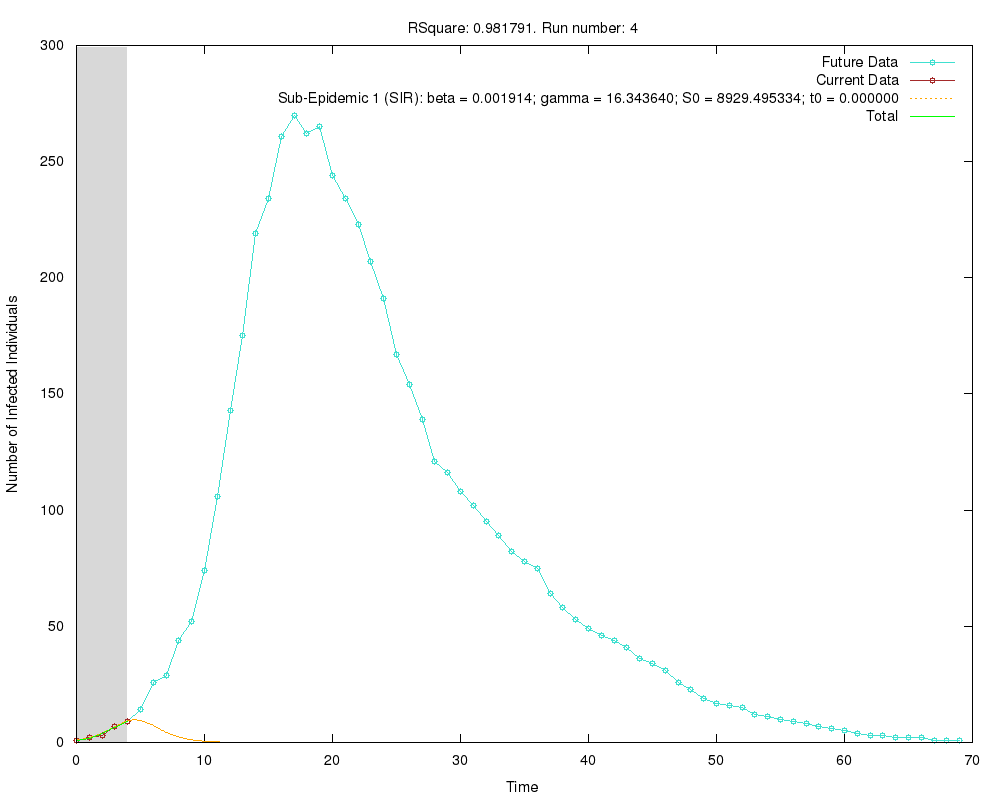 RSquare: 0.981791. Run number: 4
300
Future Data
Current Data
Sub-Epidemic 1 (SIR): beta = 0.001914; gamma = 16.343640; S0 = 8929.495334; t0 = 0.000000
Total
250
200
150
100
50
0
Number of Infected Individuals
0 10 20 30 40 50 60 70
Time